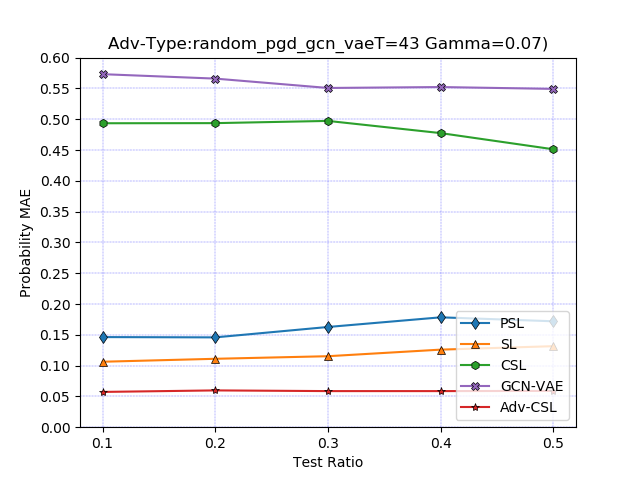 Adv-Type:random_pgd_gcn_vaeT=43 Gamma=0.07)
0.60
0.55
0.50
0.45
0.40
0.35
0.30
0.25
0.20
0.15
0.10
0.05
0.00
Probability MAE
PSL
SL
CSL
GCN-VAE
Adv-CSL
0.1 0.2 0.3 0.4 0.5
Test Ratio